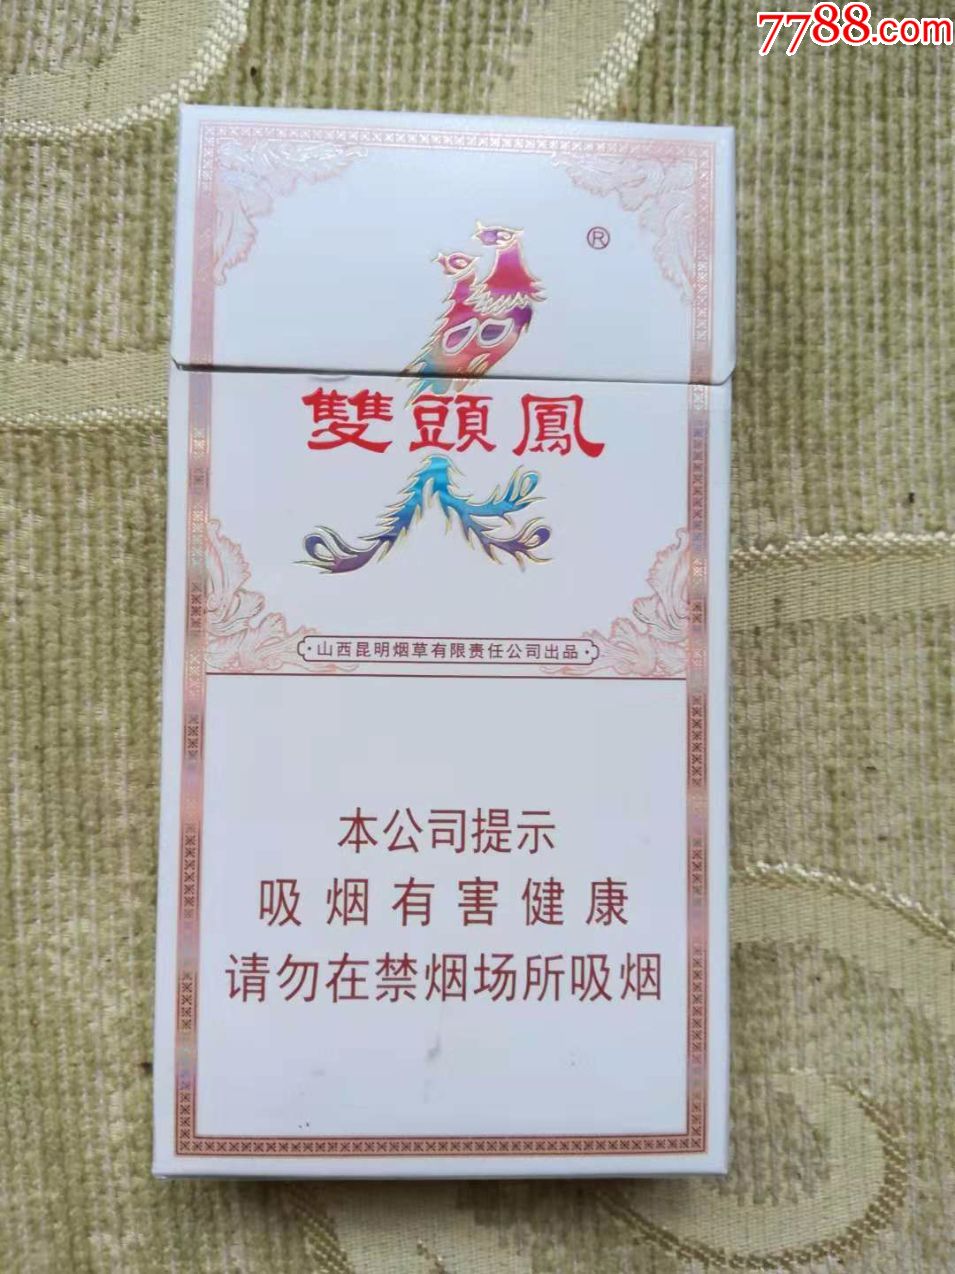 7788.com
®
雙頭鳳
·山西昆明烟草有限责任公司出品·
本公司提示
吸烟有害健康
请勿在禁烟场所吸烟